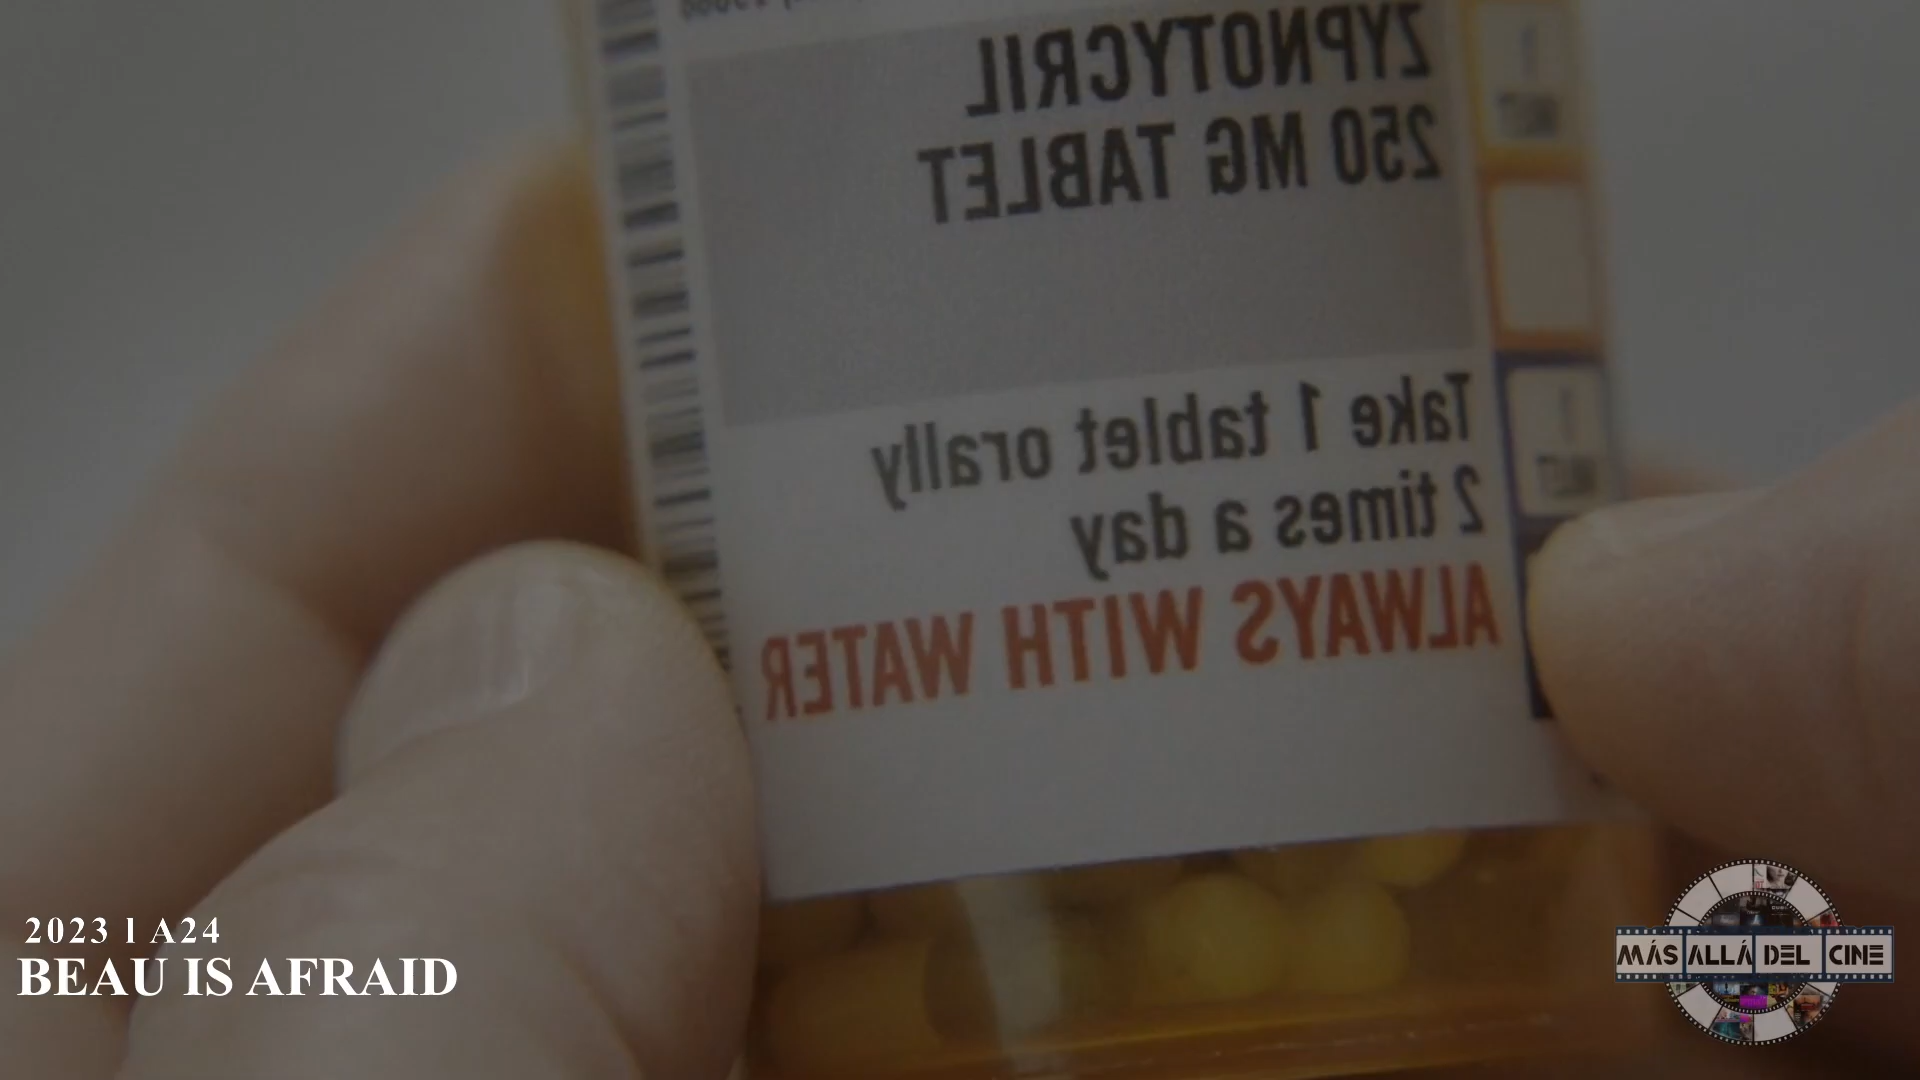 ZYPNOTYCRIL
250 MG TABLET
Take 1 tablet orally
2 times a day
ALWAYS WITH WATER
2023 | A24
BEAU IS AFRAID
MÁS ALLÁ DEL CINE